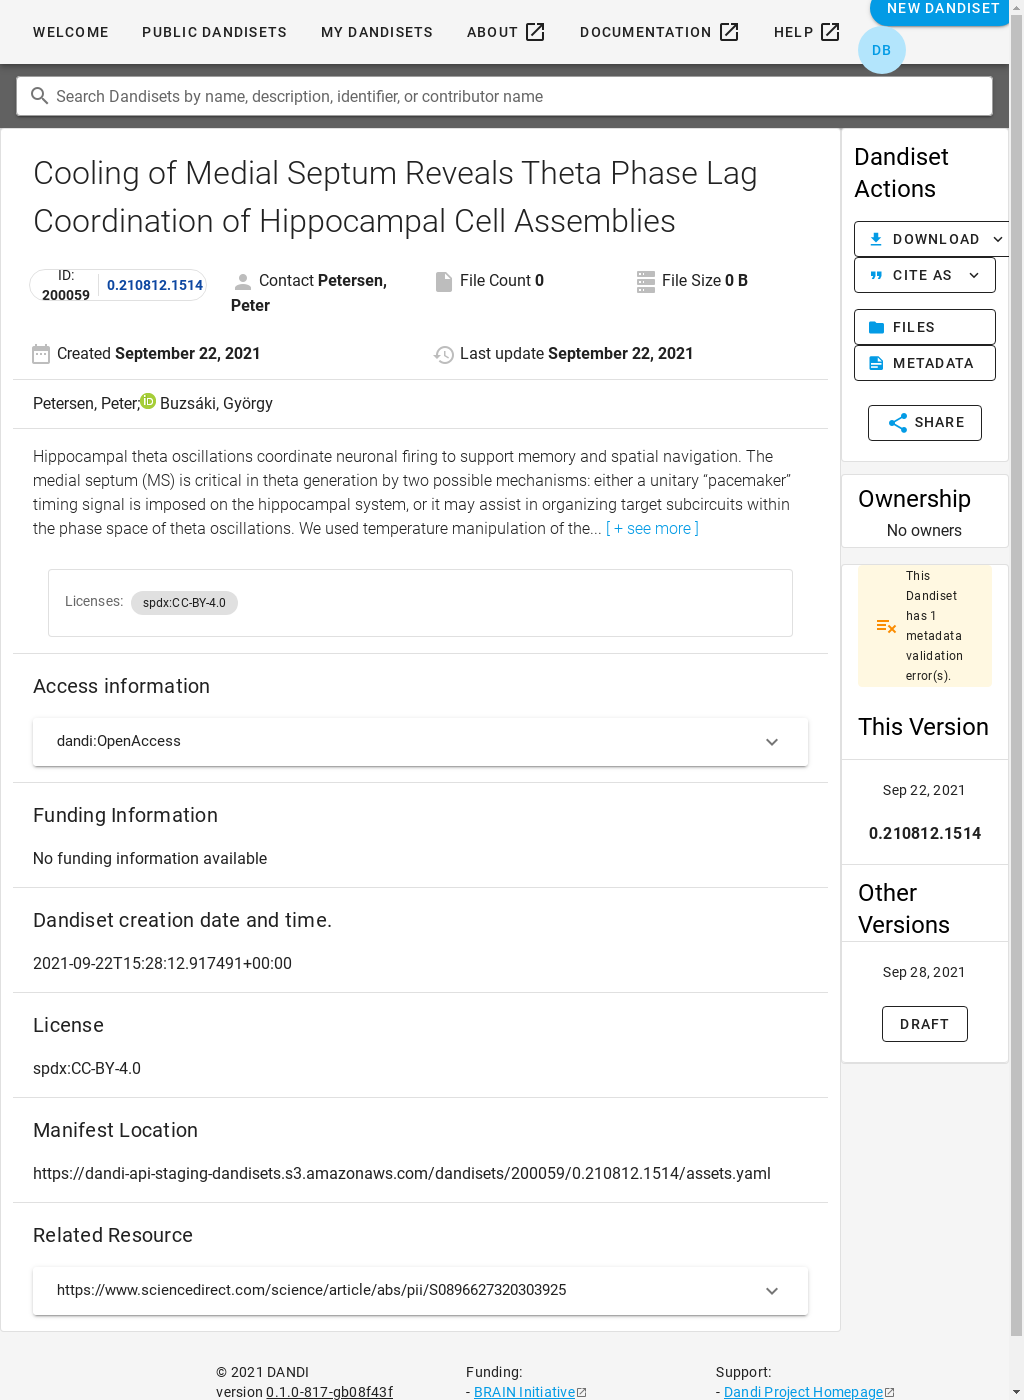 WELCOME PUBLIC DANDISETS MY DANDISETS ABOUT DOCUMENTATION HELP NEW DANDISET
DB
Search Dandisets by name, description, identifier, or contributor name
Cooling of Medial Septum Reveals Theta Phase Lag
Coordination of Hippocampal Cell Assemblies
ID:
200059 0.210812.1514
Contact Petersen,
Peter
File Count 0
File Size 0 B
Created September 22, 2021
Last update September 22, 2021
Petersen, Peter; iD Buzsáki, György
Hippocampal theta oscillations coordinate neuronal firing to support memory and spatial navigation. The
medial septum (MS) is critical in theta generation by two possible mechanisms: either a unitary “pacemaker”
timing signal is imposed on the hippocampal system, or it may assist in organizing target subcircuits within
the phase space of theta oscillations. We used temperature manipulation of the... [ + see more ]
Licenses: spdx:CC-BY-4.0
Access information
dandi:OpenAccess
Funding Information
No funding information available
Dandiset creation date and time.
2021-09-22T15:28:12.917491+00:00
License
spdx:CC-BY-4.0
Manifest Location
https://dandi-api-staging-dandisets.s3.amazonaws.com/dandisets/200059/0.210812.1514/assets.yaml
Related Resource
https://www.sciencedirect.com/science/article/abs/pii/S0896627320303925
Dandiset
Actions
DOWNLOAD
CITE AS
FILES
METADATA
SHARE
Ownership
No owners
This
Dandiset
has 1
metadata
validation
error(s).
This Version
Sep 22, 2021
0.210812.1514
Other
Versions
Sep 28, 2021
DRAFT
© 2021 DANDI
version 0.1.0-817-gb08f43f
Funding:
- BRAIN Initiative
Support:
- Dandi Project Homepage